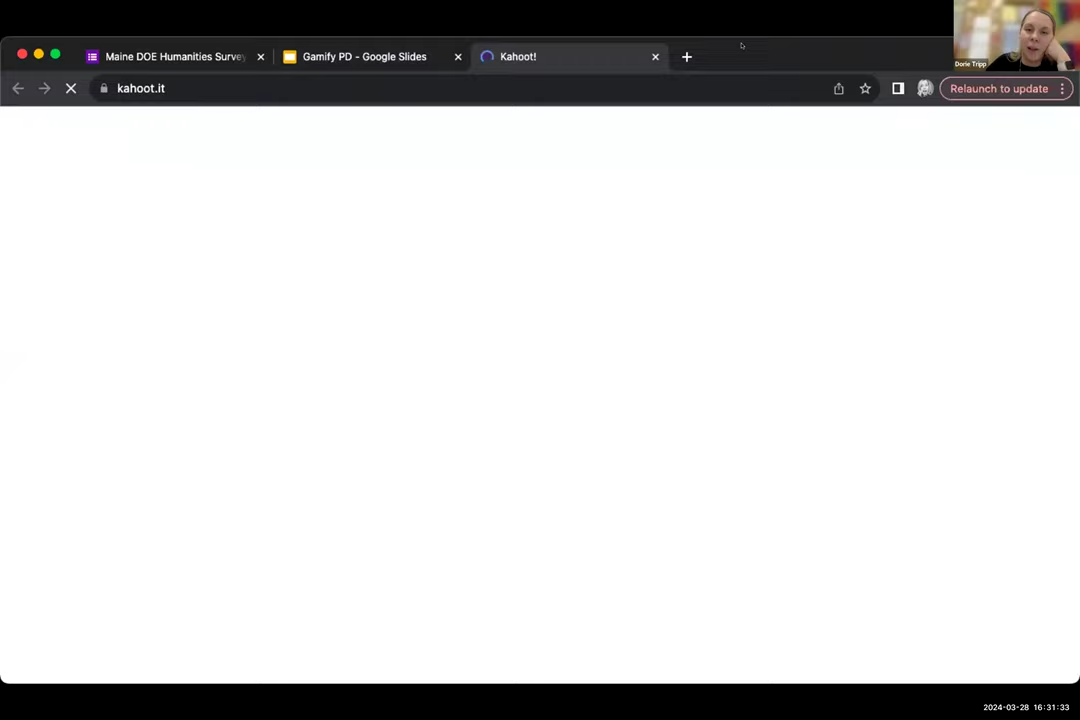 Dorie Tripp
Maine DOE Humanities Survey
Gamify PD - Google Slides
Kahoot!
kahoot.it
Relaunch to update
2024-03-28 16:31:33